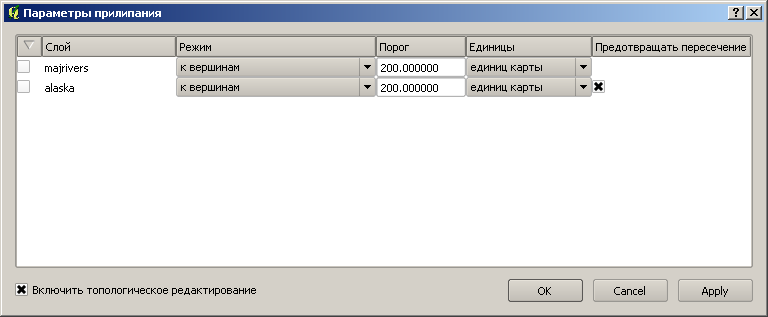 Параметры прилипания
Слой Режим Порог Единицы Предотвращать пересечение
majrivers к вершинам 200.000000 единиц карты
alaska к вершинам 200.000000 единиц карты
Включить топологическое редактирование OK Cancel Apply